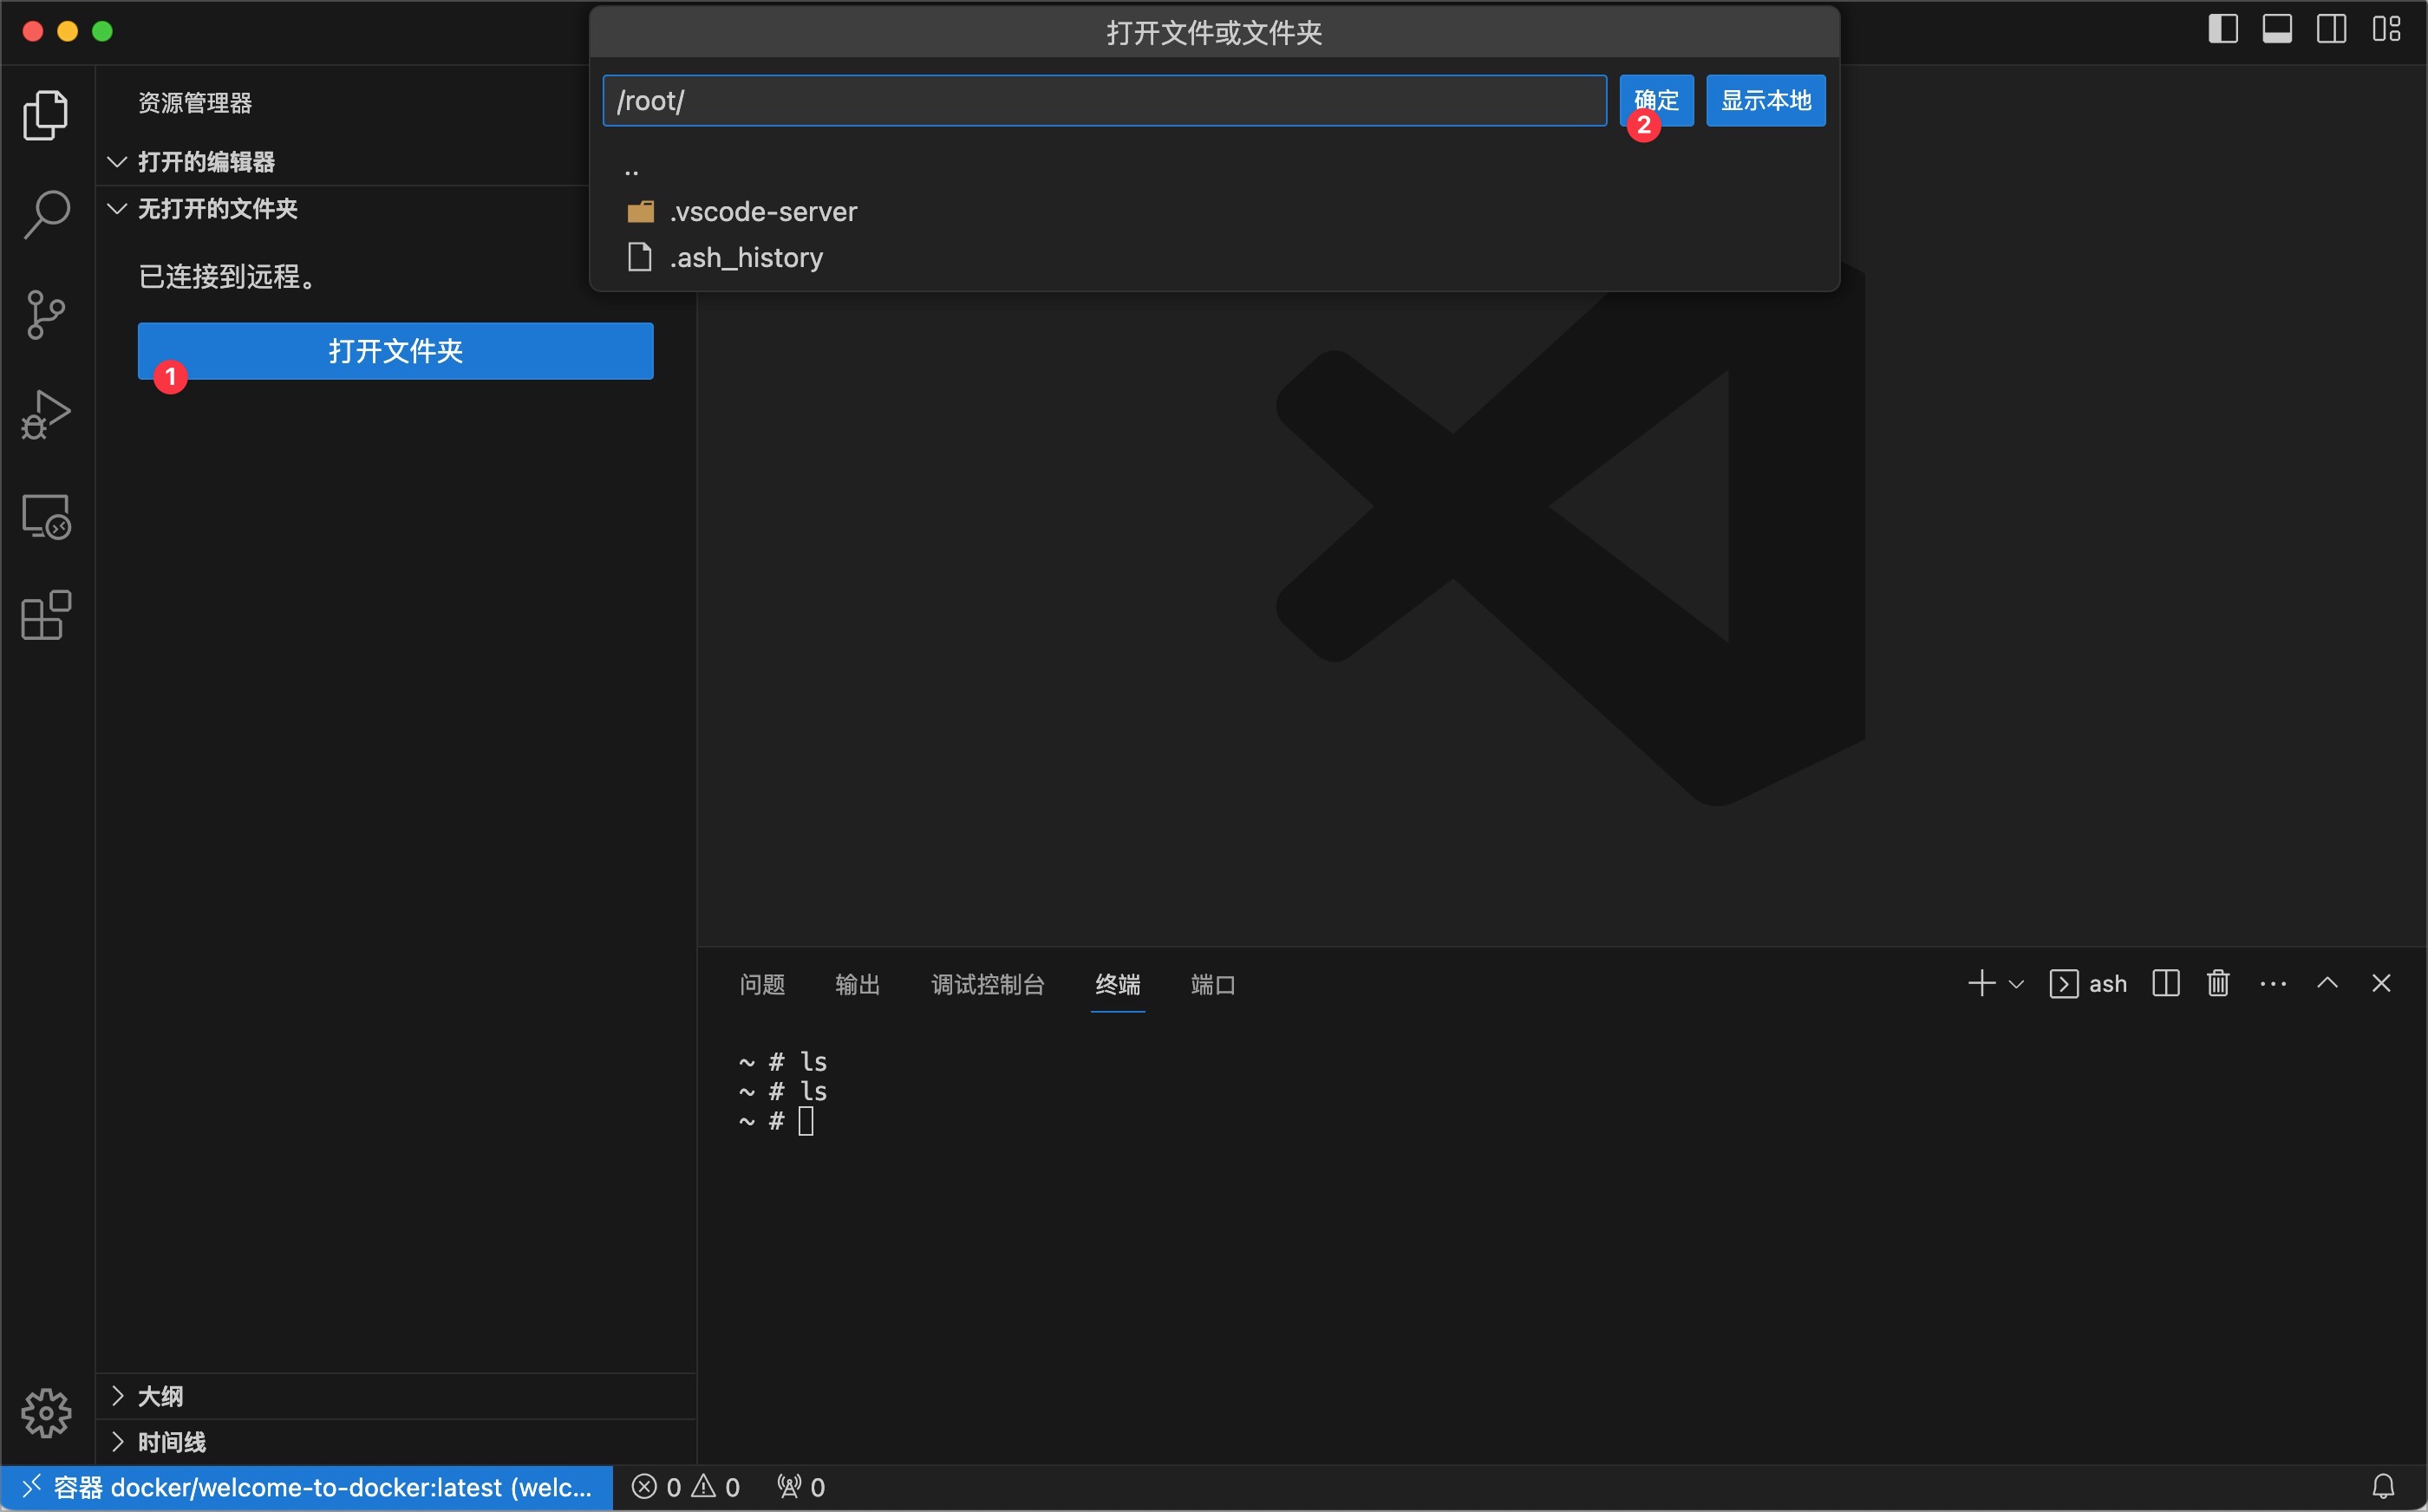 打开文件或文件夹
/root/
确定
2
显示本地
..
.vscode-server
.ash_history
资源管理器
打开的编辑器
无打开的文件夹
已连接到远程。
打开文件夹
1
问题 输出 调试控制台 终端 端口
ash
~ # ls
~ # ls
~ #
大纲
时间线
容器 docker/welcome-to-docker:latest (welc... 0 0 0